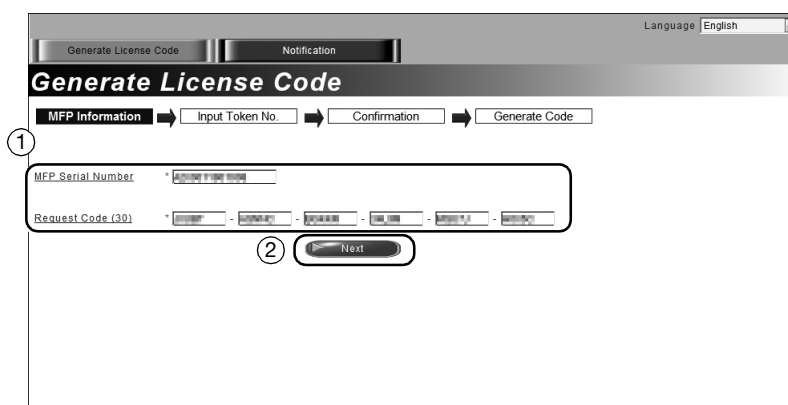 Language English
Generate License Code Notification
Generate License Code
MFP Information Input Token No. Confirmation Generate Code
1
MFP Serial Number *
Request Code (30) * - - - - -
2 Next